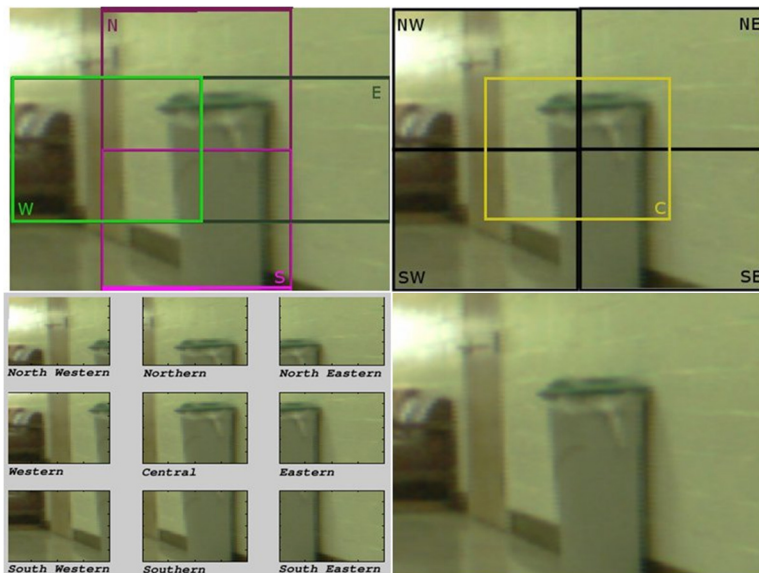 N
E
W
S
NW
NE
C
SW
SE
North Western
Northern
North Eastern
Western
Central
Eastern
South Western
Southern
South Eastern